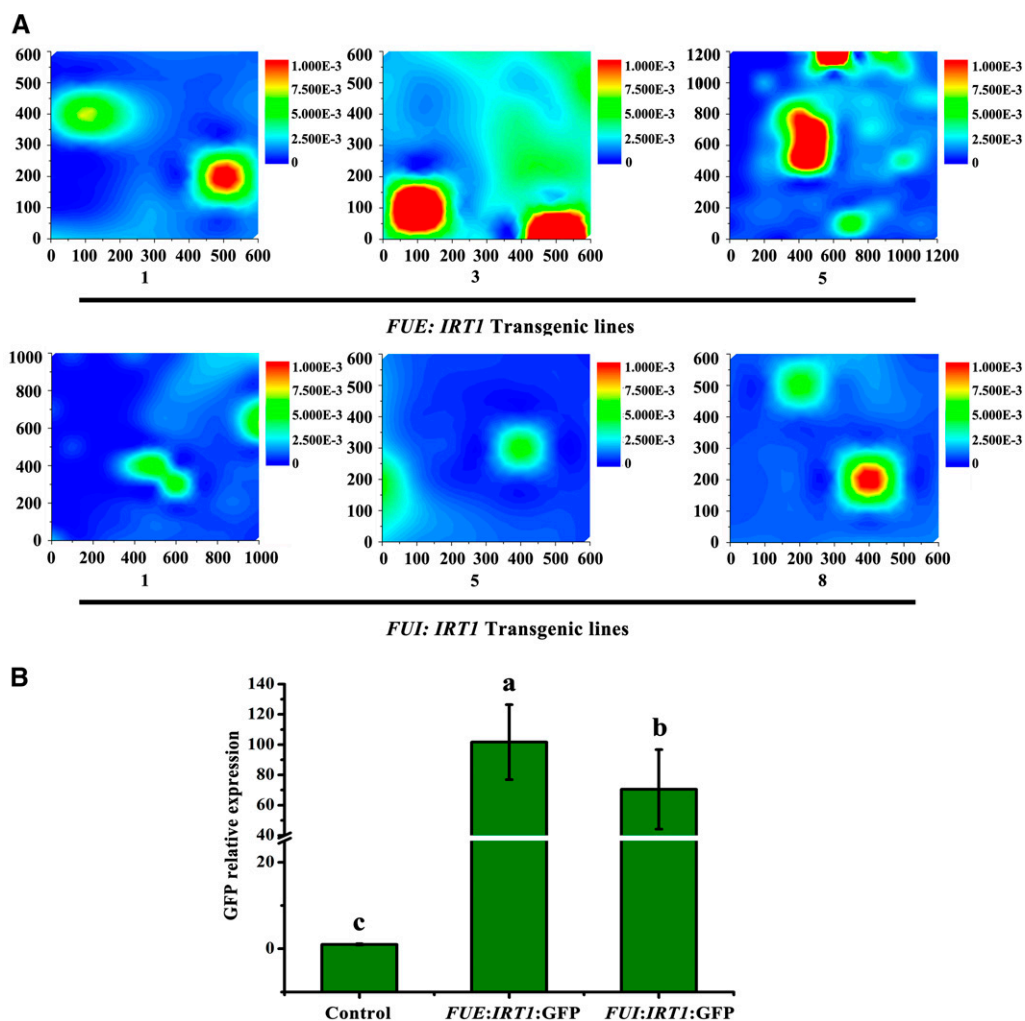 A
600
500
400
300
200
100
0
0 100 200 300 400 500 600
1.000E-3
7.500E-3
5.000E-3
2.500E-3
0
1
600
500
400
300
200
100
0
0 100 200 300 400 500 600
1.000E-3
7.500E-3
5.000E-3
2.500E-3
0
3
1200
1000
800
600
400
200
0
0 200 400 600 800 1000 1200
1.000E-3
7.500E-3
5.000E-3
2.500E-3
0
5
FUE: IRT1 Transgenic lines
1000
800
600
400
200
0
0 200 400 600 800 1000
1.000E-3
7.500E-3
5.000E-3
2.500E-3
0
1
600
500
400
300
200
100
0
0 100 200 300 400 500 600
1.000E-3
7.500E-3
5.000E-3
2.500E-3
0
5
600
500
400
300
200
100
0
0 100 200 300 400 500 600
1.000E-3
7.500E-3
5.000E-3
2.500E-3
0
8
FUI: IRT1 Transgenic lines
B
GFP relative expression
140
120
100
80
60
40
20
0
c
a
b
Control FUE:IRT1:GFP FUI:IRT1:GFP